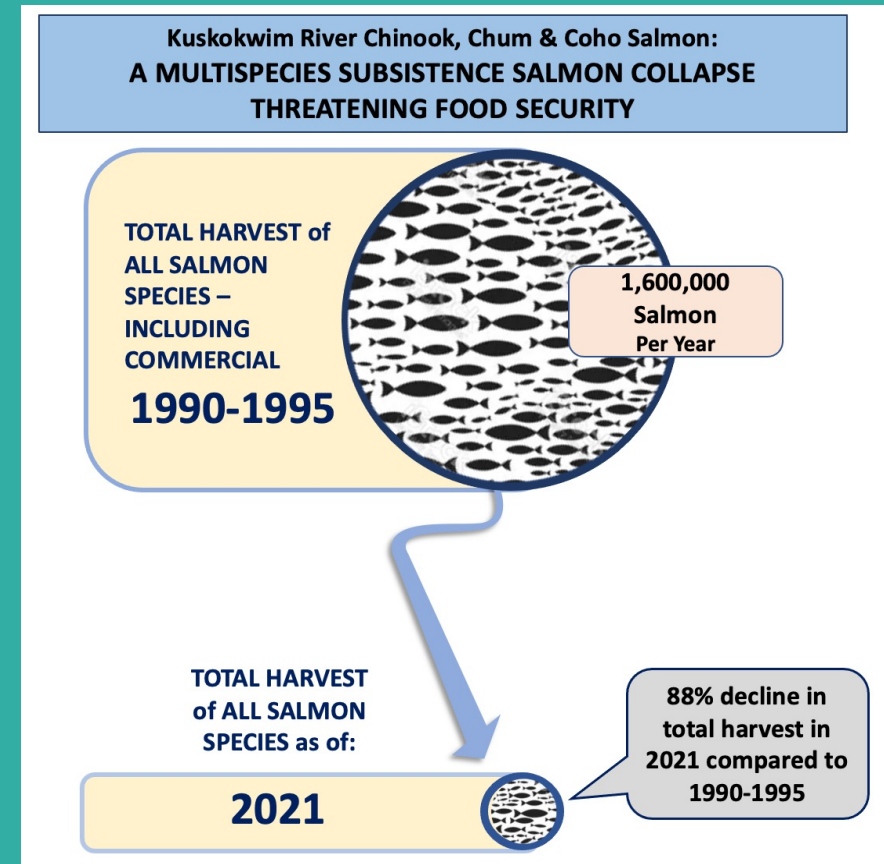 Kuskokwim River Chinook, Chum & Coho Salmon:
A MULTISPECIES SUBSISTENCE SALMON COLLAPSE
THREATENING FOOD SECURITY
TOTAL HARVEST of
ALL SALMON
SPECIES –
INCLUDING
COMMERCIAL
1990-1995
1,600,000
Salmon
Per Year
TOTAL HARVEST
of ALL SALMON
SPECIES as of:
2021
88% decline in
total harvest in
2021 compared to
1990-1995